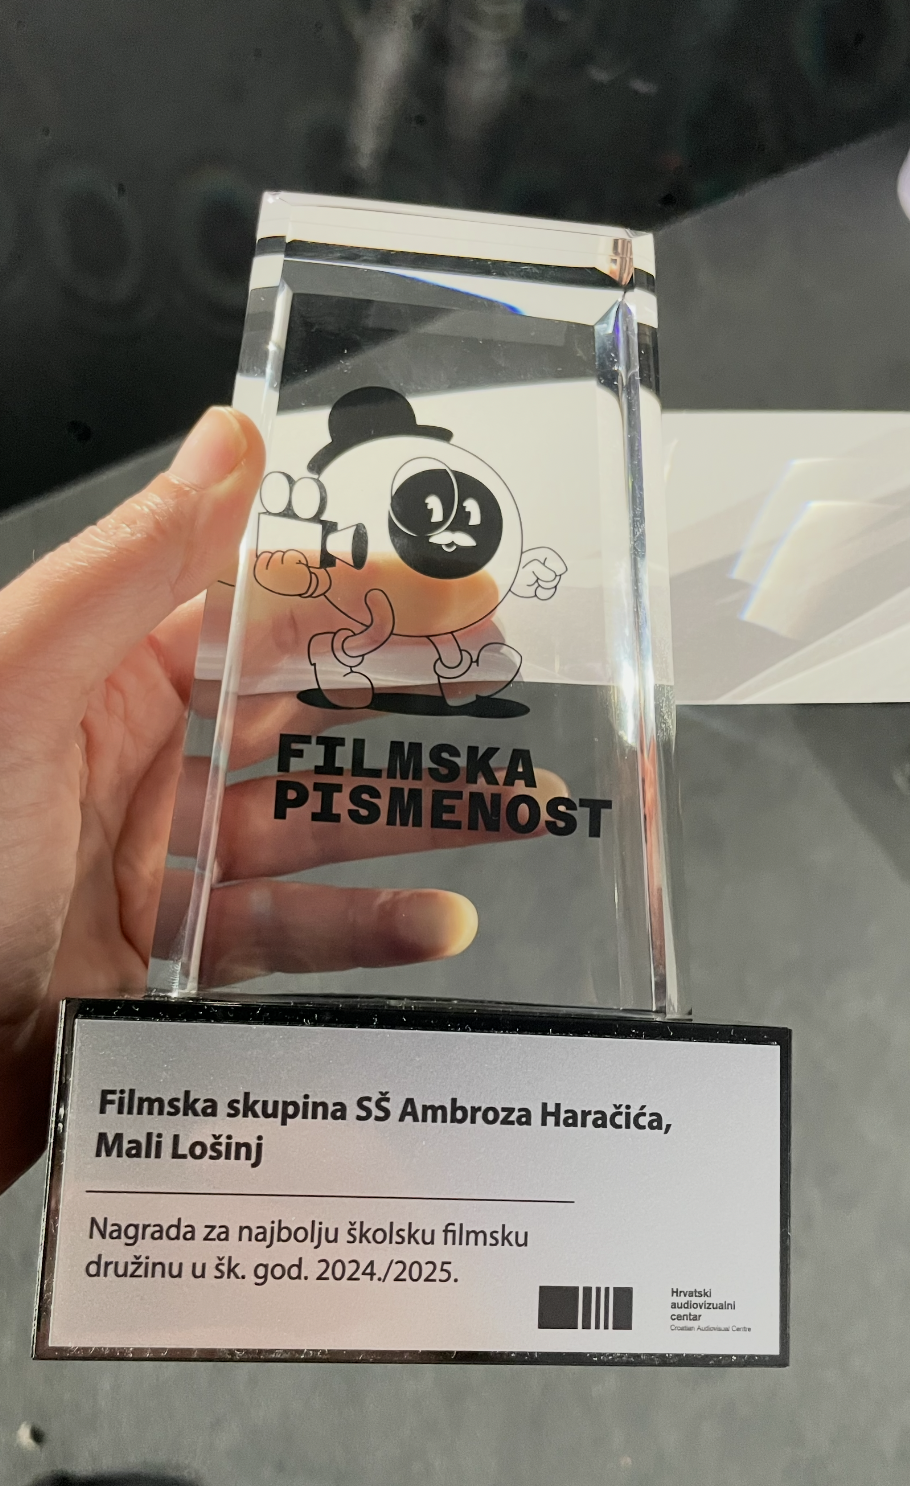 FILMSKA
PISMENOST
Filmska skupina SŠ Ambroza Haračića,
Mali Lošinj
Nagrada za najbolju školsku filmsku
družinu u šk. god. 2024./2025.
Hrvatski
audiovizualni
centar
Croatian Audiovisual Centre